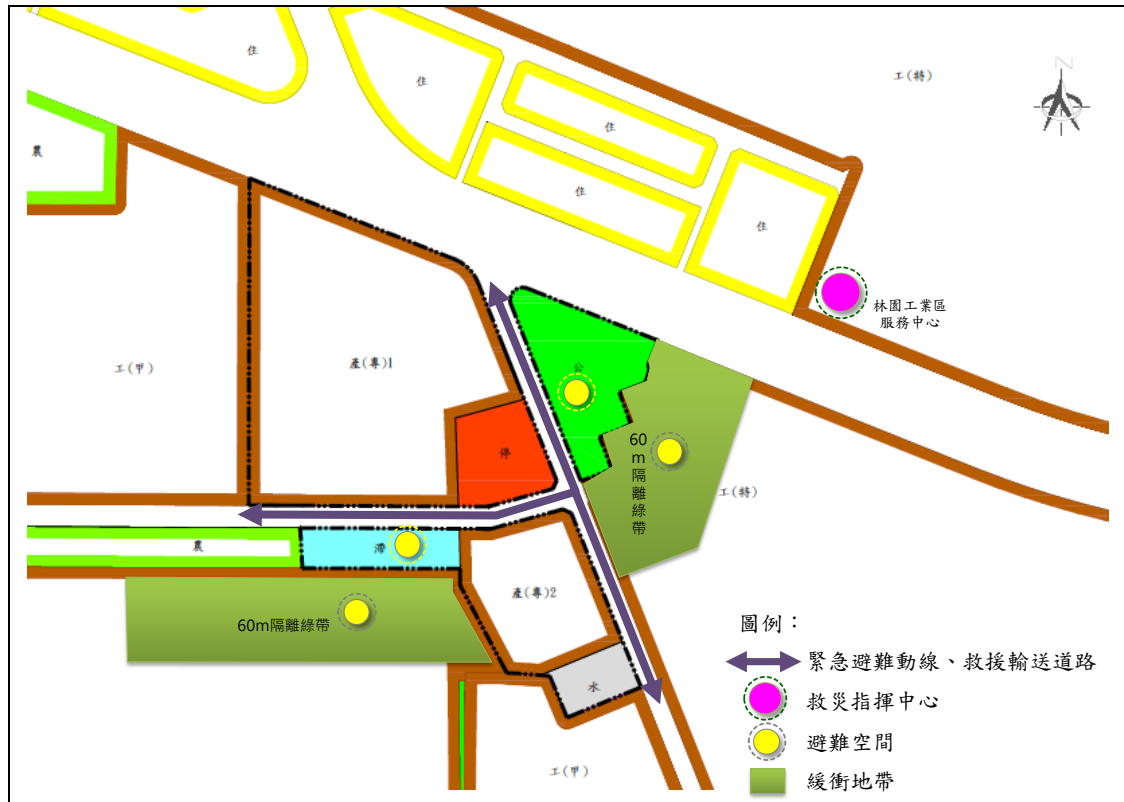 住
住
工(特)
N
住
農
住
住
林園工業區
服務中心
產(專)1
工(甲)
公
停
60
m
隔
離
綠
帶
工(特)
農
滯
產(專)2
60m隔離綠帶
水
工(甲)
圖例：
緊急避難動線、救援輸送道路
救災指揮中心
避難空間
緩衝地帶